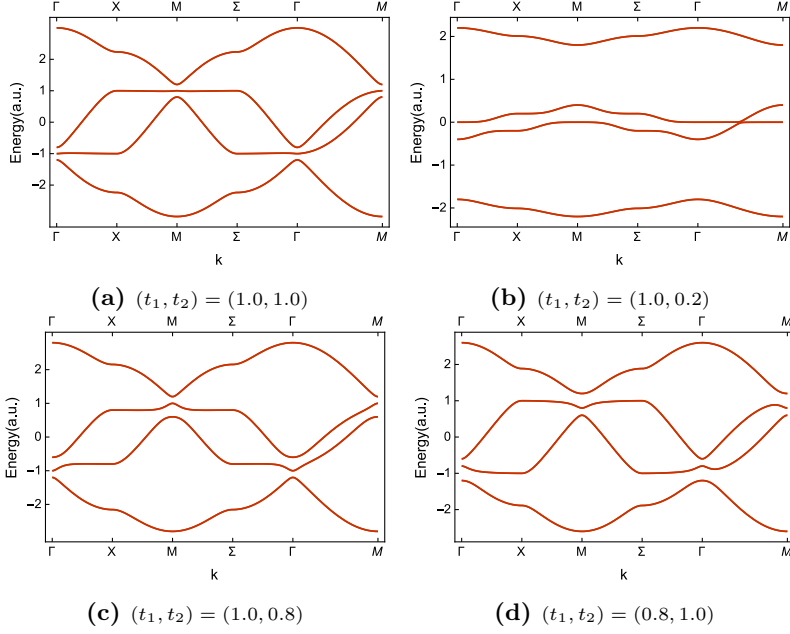 Γ X M Σ Γ M
Energy(a.u.)
2
1
0
−1
−2
Γ X M Σ Γ M
k
(a) (t₁, t₂) = (1.0, 1.0)
Γ X M Σ Γ M
Energy(a.u.)
2
1
0
−1
−2
Γ X M Σ Γ M
k
(b) (t₁, t₂) = (1.0, 0.2)
Γ X M Σ Γ M
Energy(a.u.)
2
1
0
−1
−2
Γ X M Σ Γ M
k
(c) (t₁, t₂) = (1.0, 0.8)
Γ X M Σ Γ M
Energy(a.u.)
2
1
0
−1
−2
Γ X M Σ Γ M
k
(d) (t₁, t₂) = (0.8, 1.0)